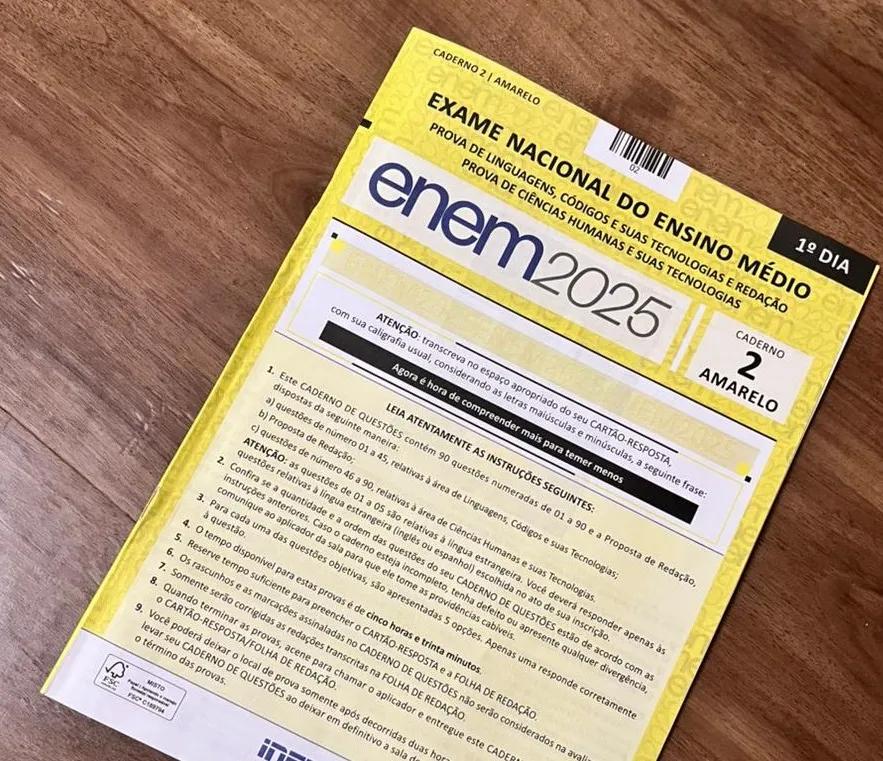 CADERNO 2 | AMARELO
EXAME NACIONAL DO ENSINO MÉDIO
PROVA DE LINGUAGENS, CÓDIGOS E SUAS TECNOLOGIAS E REDAÇÃO
PROVA DE CIÊNCIAS HUMANAS E SUAS TECNOLOGIAS
02
1º DIA
enem2025
CADERNO
2
AMARELO
ATENÇÃO: transcreva no espaço apropriado do seu CARTÃO-RESPOSTA,
com sua caligrafia usual, considerando as letras maiúsculas e minúsculas, a seguinte frase:
Agora é hora de compreender mais para temer menos
LEIA ATENTAMENTE AS INSTRUÇÕES SEGUINTES:
1. Este CADERNO DE QUESTÕES contém 90 questões numeradas de 01 a 90 e a Proposta de Redação,
dispostas da seguinte maneira:
a) questões de número 01 a 45, relativas à área de Linguagens, Códigos e suas Tecnologias;
b) Proposta de Redação;
c) questões de número 46 a 90, relativas à área de Ciências Humanas e suas Tecnologias.
ATENÇÃO: as questões de 01 a 05 são relativas à língua estrangeira. Você deverá responder apenas às
questões relativas à língua estrangeira (inglês ou espanhol) escolhida no ato de sua inscrição.
2. Confira se a quantidade e a ordem das questões do seu CADERNO DE QUESTÕES estão de acordo com as
instruções anteriores. Caso o caderno esteja incompleto, tenha defeito ou apresente qualquer divergência,
comunique ao aplicador da sala para que ele tome as providências cabíveis.
3. Para cada uma das questões objetivas, são apresentadas 5 opções. Apenas uma responde corretamente
à questão.
4. O tempo disponível para estas provas é de cinco horas e trinta minutos.
5. Reserve tempo suficiente para preencher o CARTÃO-RESPOSTA e a FOLHA DE REDAÇÃO.
6. Os rascunhos e as marcações assinaladas no CADERNO DE QUESTÕES não serão considerados na avalia
7. Somente serão corrigidas as redações transcritas na FOLHA DE REDAÇÃO.
8. Quando terminar as provas, acene para chamar o aplicador e entregue este CADERN
o CARTÃO-RESPOSTA/FOLHA DE REDAÇÃO.
9. Você poderá deixar o local de prova somente após decorridas duas hora
levar seu CADERNO DE QUESTÕES ao deixar em definitivo a sala de
o término das provas.
FSC
MISTO
FSC® C189794